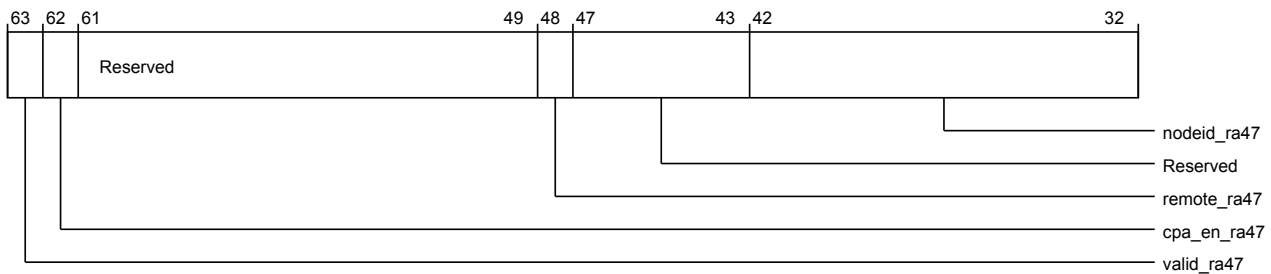 63 62 61 49 48 47 43 42 32
Reserved
nodeid_ra47
Reserved
remote_ra47
cpa_en_ra47
valid_ra47